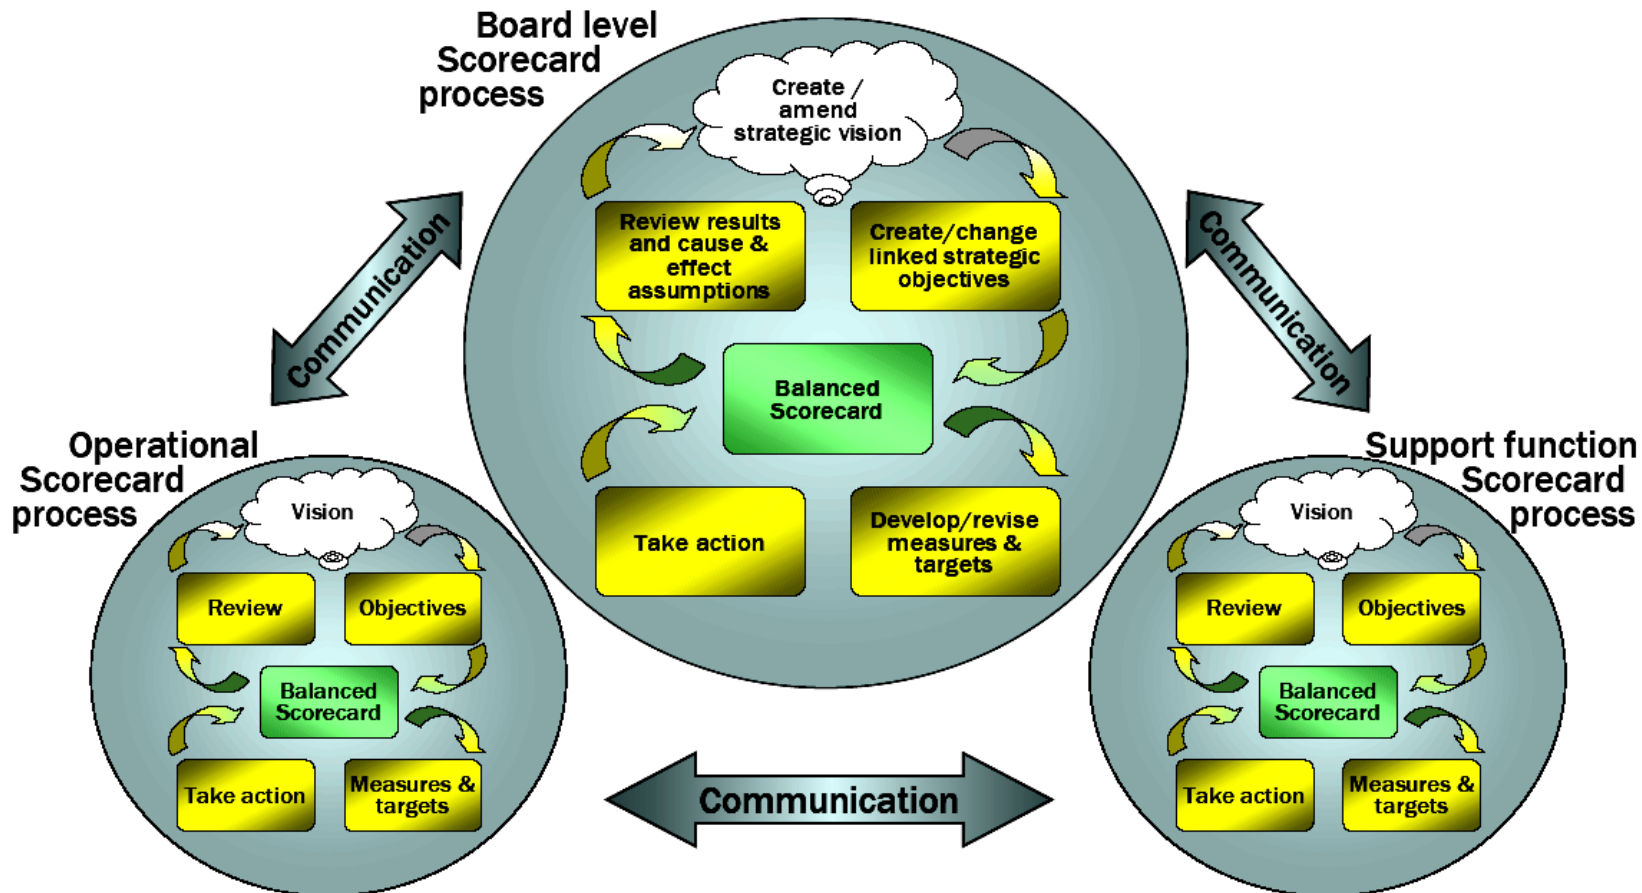 Board level
Scorecard
process
Create /
amend
strategic vision
Review results
and cause &
effect
assumptions
Create/change
linked strategic
objectives
Balanced
Scorecard
Take action
Develop/revise
measures &
targets
Communication
Communication
Operational
Scorecard
process
Vision
Review
Objectives
Balanced
Scorecard
Take action
Measures &
targets
Support function
Scorecard
process
Vision
Review
Objectives
Balanced
Scorecard
Take action
Measures &
targets
Communication